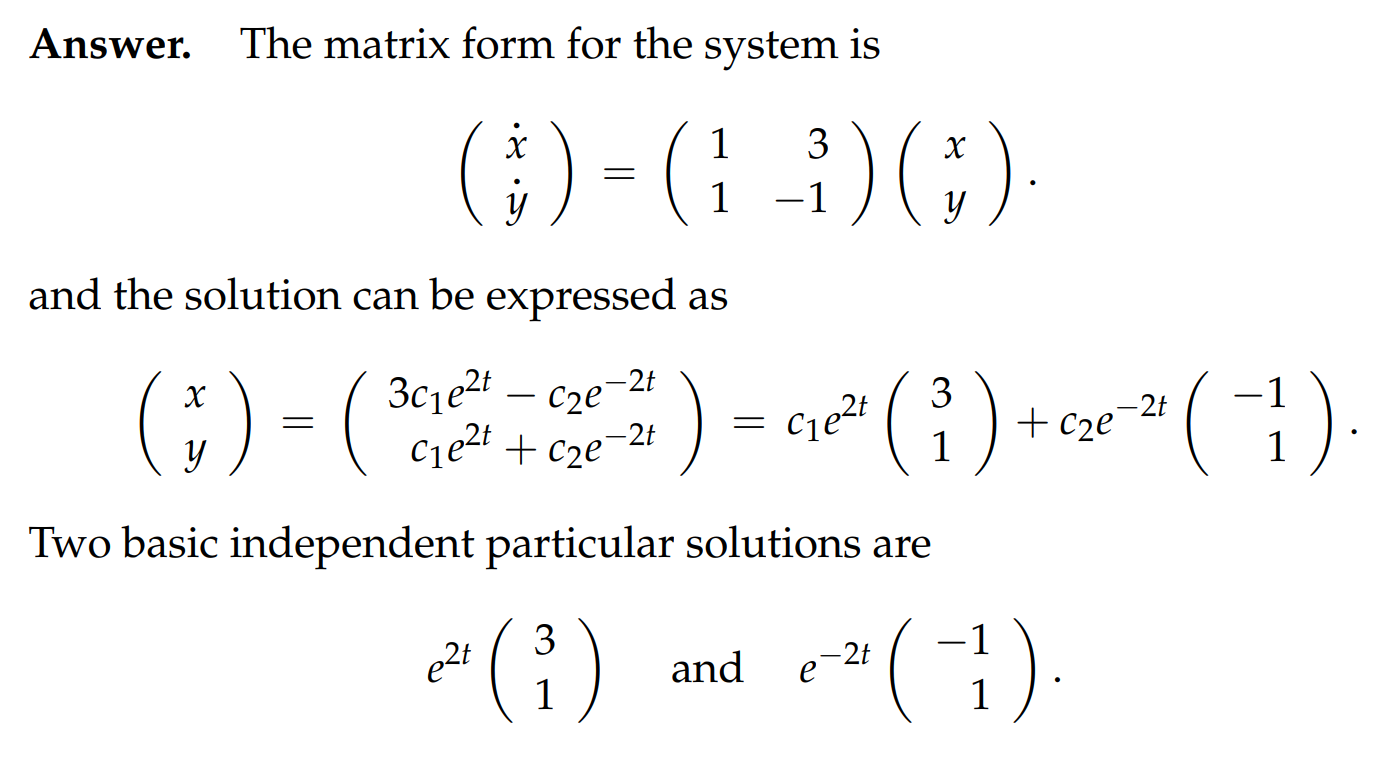 Answer. The matrix form for the system is
$$\begin{pmatrix} \dot{x} \\ \dot{y} \end{pmatrix} = \begin{pmatrix} 1 & 3 \\ 1 & -1 \end{pmatrix} \begin{pmatrix} x \\ y \end{pmatrix}.$$
and the solution can be expressed as
$$\begin{pmatrix} x \\ y \end{pmatrix} = \begin{pmatrix} 3c_1e^{2t} - c_2e^{-2t} \\ c_1e^{2t} + c_2e^{-2t} \end{pmatrix} = c_1e^{2t} \begin{pmatrix} 3 \\ 1 \end{pmatrix} + c_2e^{-2t} \begin{pmatrix} -1 \\ 1 \end{pmatrix}.$$
Two basic independent particular solutions are
$$e^{2t} \begin{pmatrix} 3 \\ 1 \end{pmatrix} \quad \text{and} \quad e^{-2t} \begin{pmatrix} -1 \\ 1 \end{pmatrix}.$$